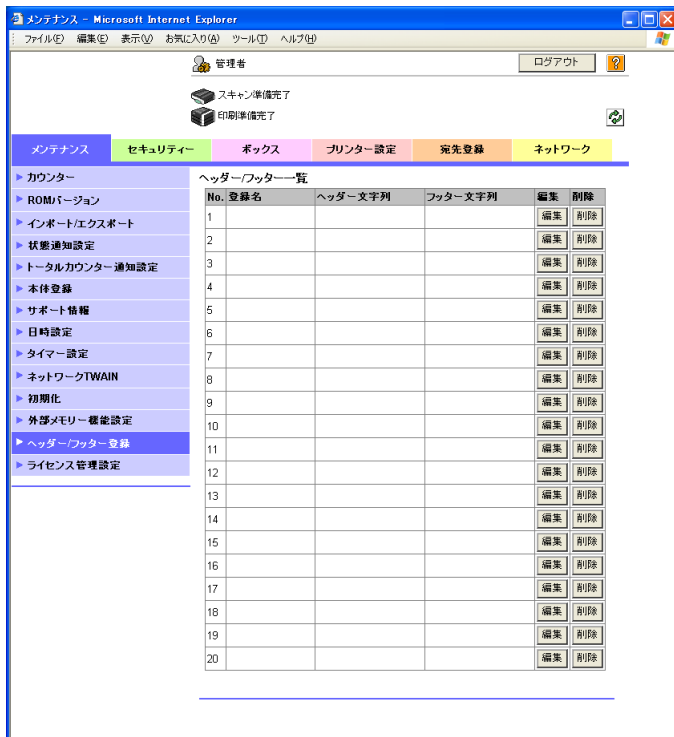 メンテナンス - Microsoft Internet Explorer
ファイル(F) 編集(E) 表示(V) お気に入り(A) ツール(T) ヘルプ(H)
管理者 ログアウト ?
スキャン準備完了
印刷準備完了
メンテナンス セキュリティー ボックス プリンター設定 宛先登録 ネットワーク
カウンター
ROMバージョン
インポート/エクスポート
状態通知設定
トータルカウンター通知設定
本体登録
サポート情報
日時設定
タイマー設定
ネットワークTWAIN
初期化
外部メモリー機能設定
ヘッダー/フッター登録
ライセンス管理設定
ヘッダー/フッター一覧
No. 登録名 ヘッダー文字列 フッター文字列 編集 削除
1 編集 削除
2 編集 削除
3 編集 削除
4 編集 削除
5 編集 削除
6 編集 削除
7 編集 削除
8 編集 削除
9 編集 削除
10 編集 削除
11 編集 削除
12 編集 削除
13 編集 削除
14 編集 削除
15 編集 削除
16 編集 削除
17 編集 削除
18 編集 削除
19 編集 削除
20 編集 削除